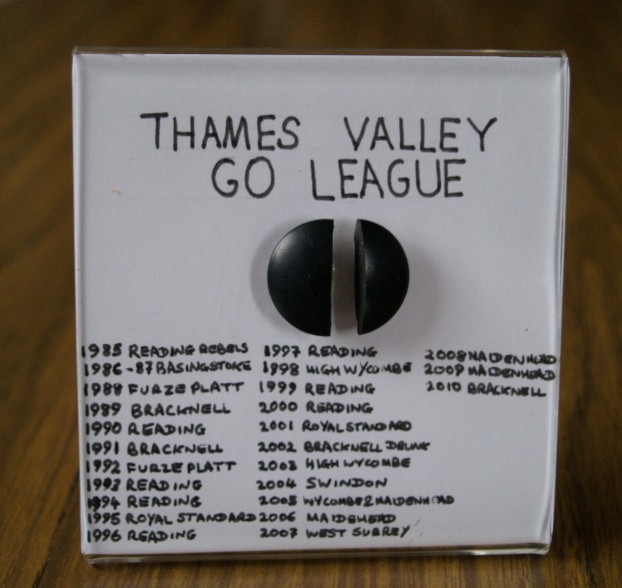 THAMES VALLEY
GO LEAGUE
1985 READING REBELS
1986-87 BASINGSTOKE
1988 FURZE PLATT
1989 BRACKNELL
1990 READING
1991 BRACKNELL
1992 FURZE PLATT
1993 READING
1994 READING
1995 ROYAL STANDARD
1996 READING
1997 READING
1998 HIGH WYCOMBE
1999 READING
2000 READING
2001 ROYAL STANDARD
2002 BRACKNELL DRUNK
2003 HIGH WYCOMBE
2004 SWINDON
2005 WYCOMBE & MAIDENHEAD
2006 MAIDEHEAD
2007 WEST SURREY
2008 MAIDENHEAD
2009 MAIDENHEAD
2010 BRACKNELL